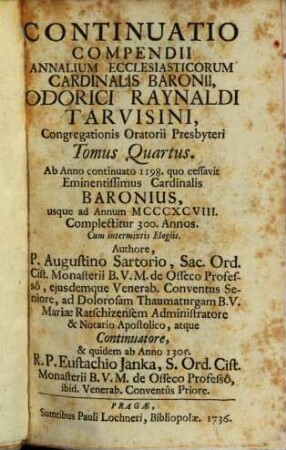 CONTINUATIO
COMPENDII
ANNALIUM ECCLESIASTICORUM
CARDINALIS BARONII,
ODORICI RAYNALDI
TARVISINI,
Congregationis Oratorii Presbyteri
Tomus Quartus.
Ab Anno continuato 1198. quo cessavit
Eminentissimus Cardinalis
BARONIUS,
usque ad Annum MCCCXCVIII.
Complectitur 300. Annos.
Cum intermixtis Elogiis.
Authore,
P. Augustino Sartorio, Sac. Ord.
Cist. Monasterii B. V. M. de Osseco Profes-
sô, ejusdemque Venerab. Conventus Se-
niore, ad Dolorosam Thaumaturgam B.V.
Mariæ Ratschizensem Administratore
& Notario Apostolico, atque
Continuatore,
& quidem ab Anno 1305.
R. P. Eustachio Janka, S. Ord. Cist.
Monasterii B. V. M. de Osseco Professô,
ibid. Venerab. Conventûs Priore.
PRAGÆ,
Sumtibus Pauli Lochneri, Bibliopolæ. 1736.